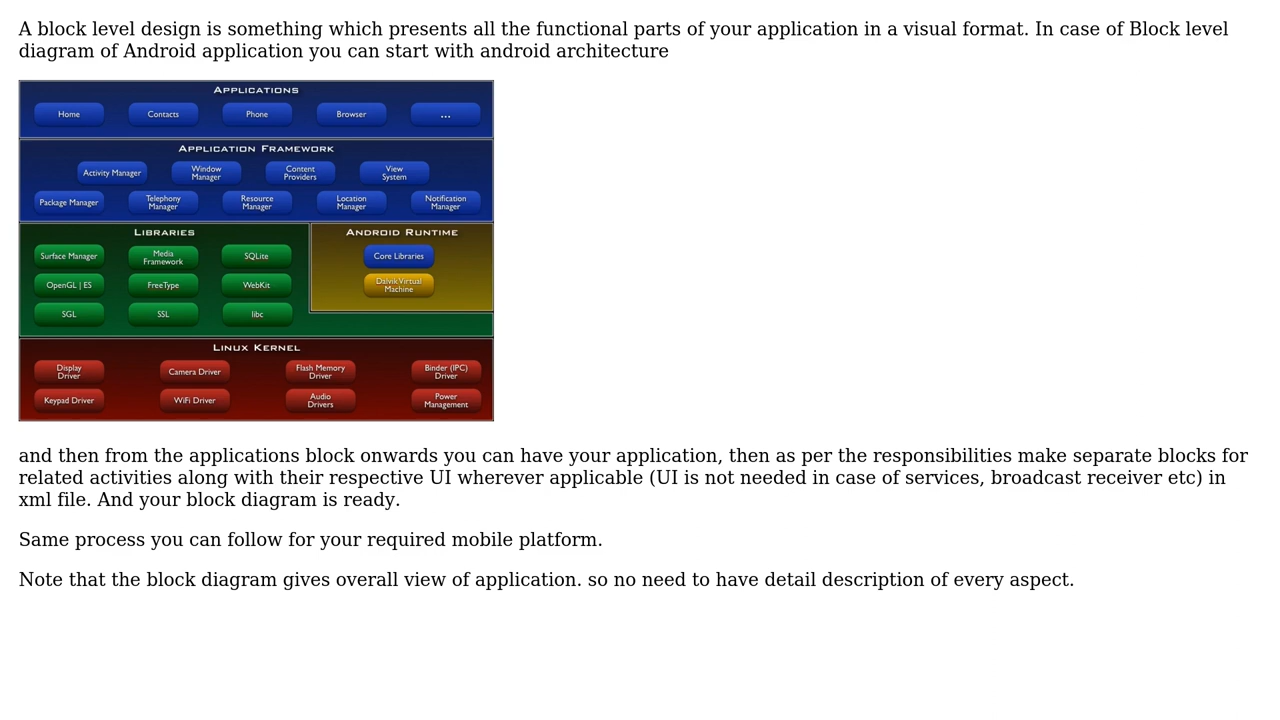 A block level design is something which presents all the functional parts of your application in a visual format. In case of Block level
diagram of Android application you can start with android architecture
APPLICATIONS
Home Contacts Phone Browser ...
APPLICATION FRAMEWORK
Activity Manager Window Manager Content Providers View System
Package Manager Telephony Manager Resource Manager Location Manager Notification Manager
LIBRARIES
Surface Manager Media Framework SQLite
OpenGL | ES FreeType WebKit
SGL SSL libc
ANDROID RUNTIME
Core Libraries
Dalvik Virtual Machine
LINUX KERNEL
Display Driver Camera Driver Flash Memory Driver Binder (IPC) Driver
Keypad Driver WiFi Driver Audio Drivers Power Management
and then from the applications block onwards you can have your application, then as per the responsibilities make separate blocks for
related activities along with their respective UI wherever applicable (UI is not needed in case of services, broadcast receiver etc) in
xml file. And your block diagram is ready.
Same process you can follow for your required mobile platform.
Note that the block diagram gives overall view of application. so no need to have detail description of every aspect.